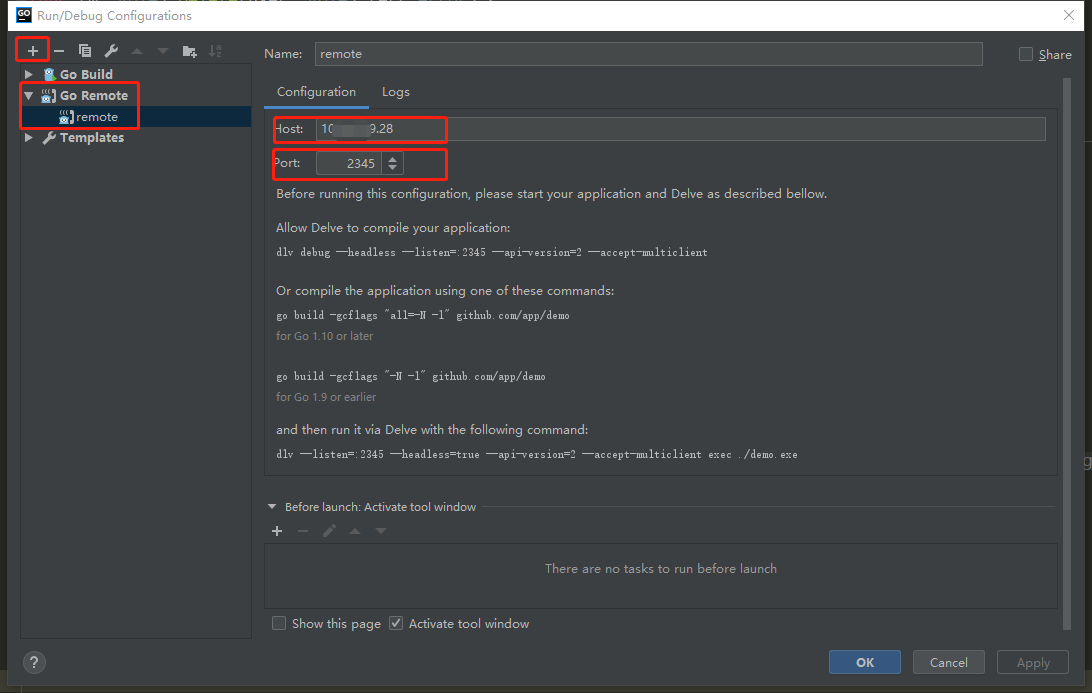 GO Run/Debug Configurations
Name: remote
Share
Go Build
Go Remote
remote
Templates
Configuration Logs
Host: 10 9.28
Port: 2345
Before running this configuration, please start your application and Delve as described bellow.
Allow Delve to compile your application:
dlv debug --headless --listen=:2345 --api-version=2 --accept-multiclient
Or compile the application using one of these commands:
go build -gcflags "all=-N -l" github.com/app/demo
for Go 1.10 or later
go build -gcflags "-N -l" github.com/app/demo
for Go 1.9 or earlier
and then run it via Delve with the following command:
dlv --listen=:2345 --headless=true --api-version=2 --accept-multiclient exec ./demo.exe
Before launch: Activate tool window
There are no tasks to run before launch
Show this page Activate tool window
? OK Cancel Apply